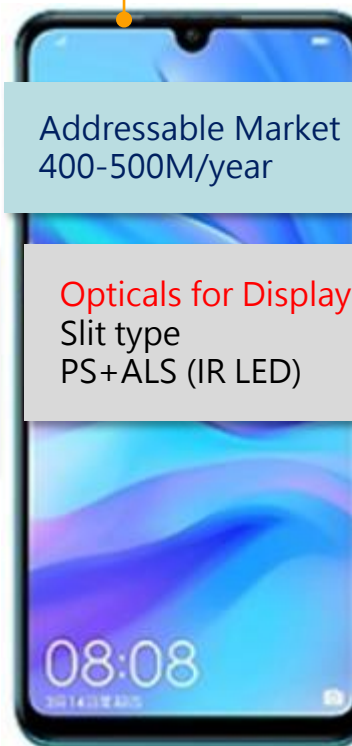 Addressable Market
400-500M/year
Opticals for Display
Slit type
PS+ALS (IR LED)
08:08